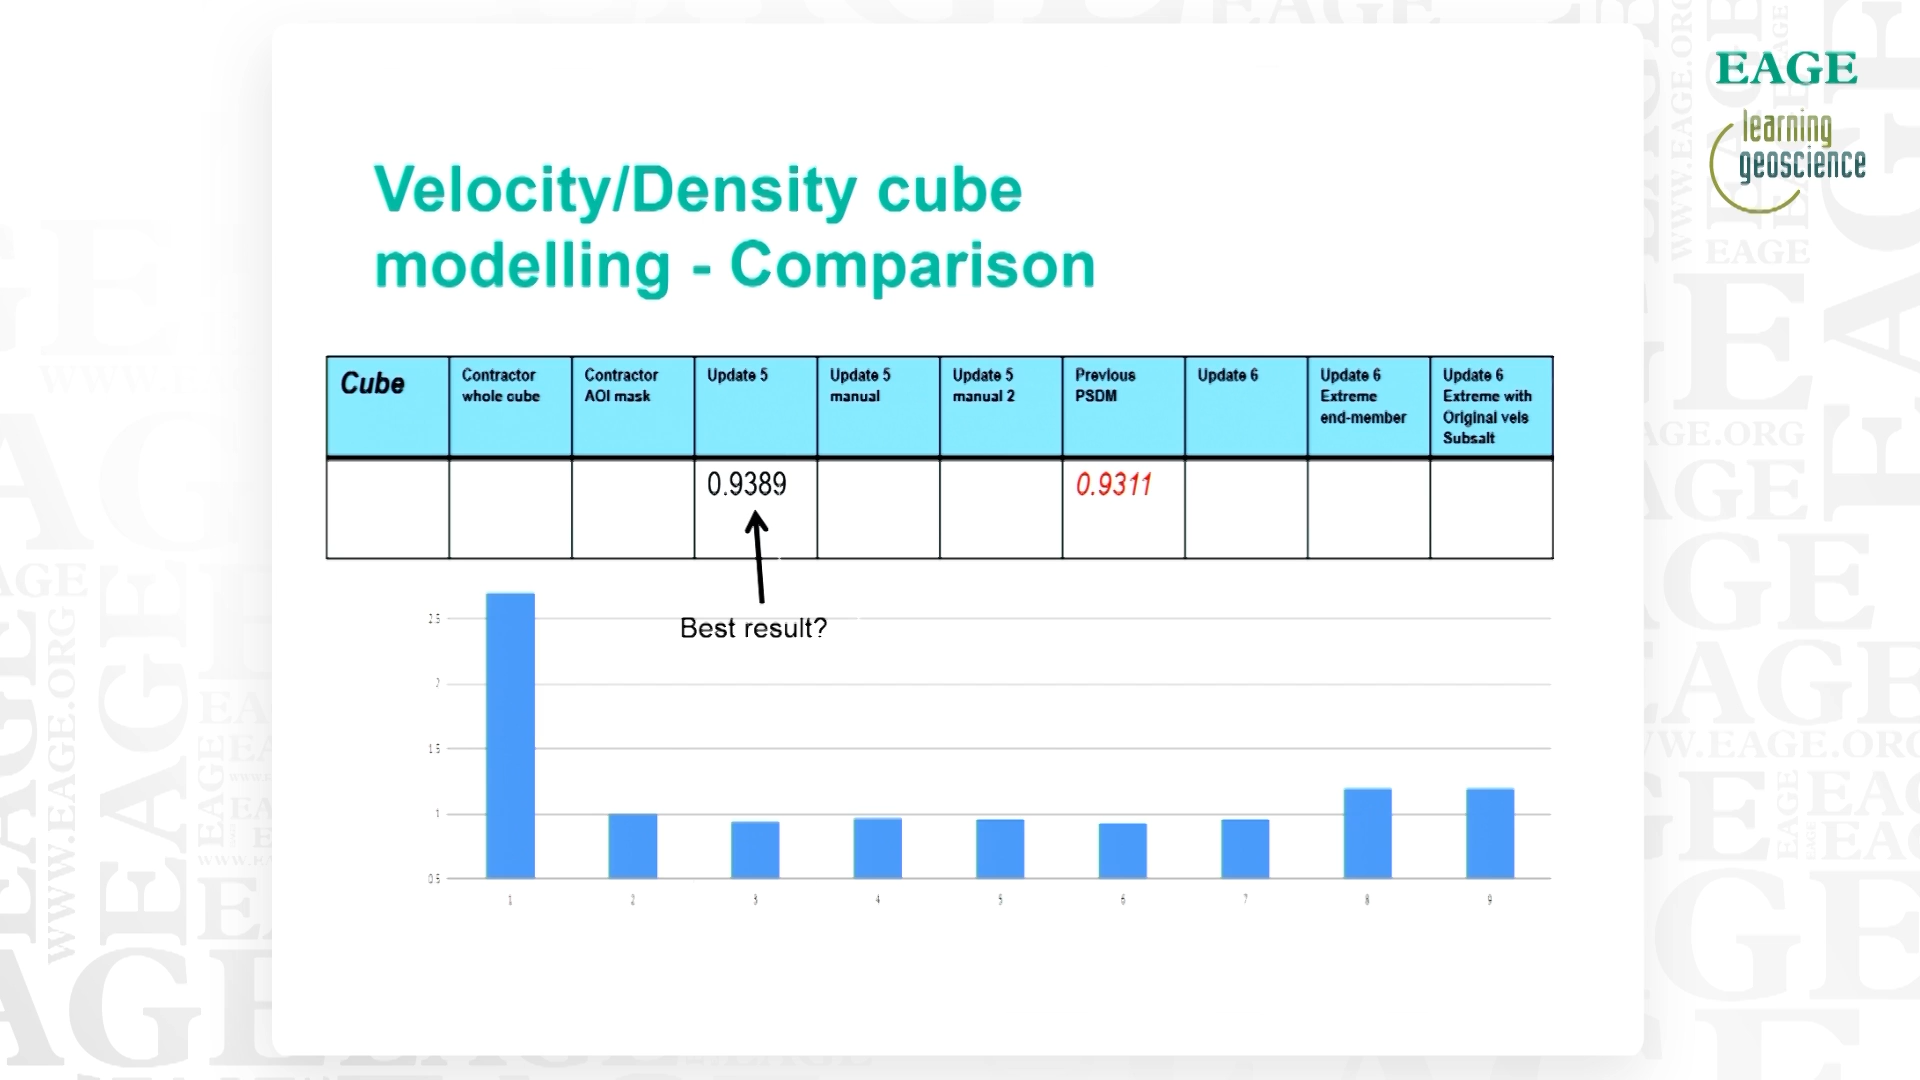 EAGE
learning
geoscience
Velocity/Density cube
modelling - Comparison
Cube
Contractor
whole cube
Contractor
AOI mask
Update 5
Update 5
manual
Update 5
manual 2
Previous
PSDM
Update 6
Update 6
Extreme
end-member
Update 6
Extreme with
Original vels
Subsalt
0.9389
0.9311
Best result?
2.5
2
1.5
1
0.5
1
2
3
4
5
6
7
8
9